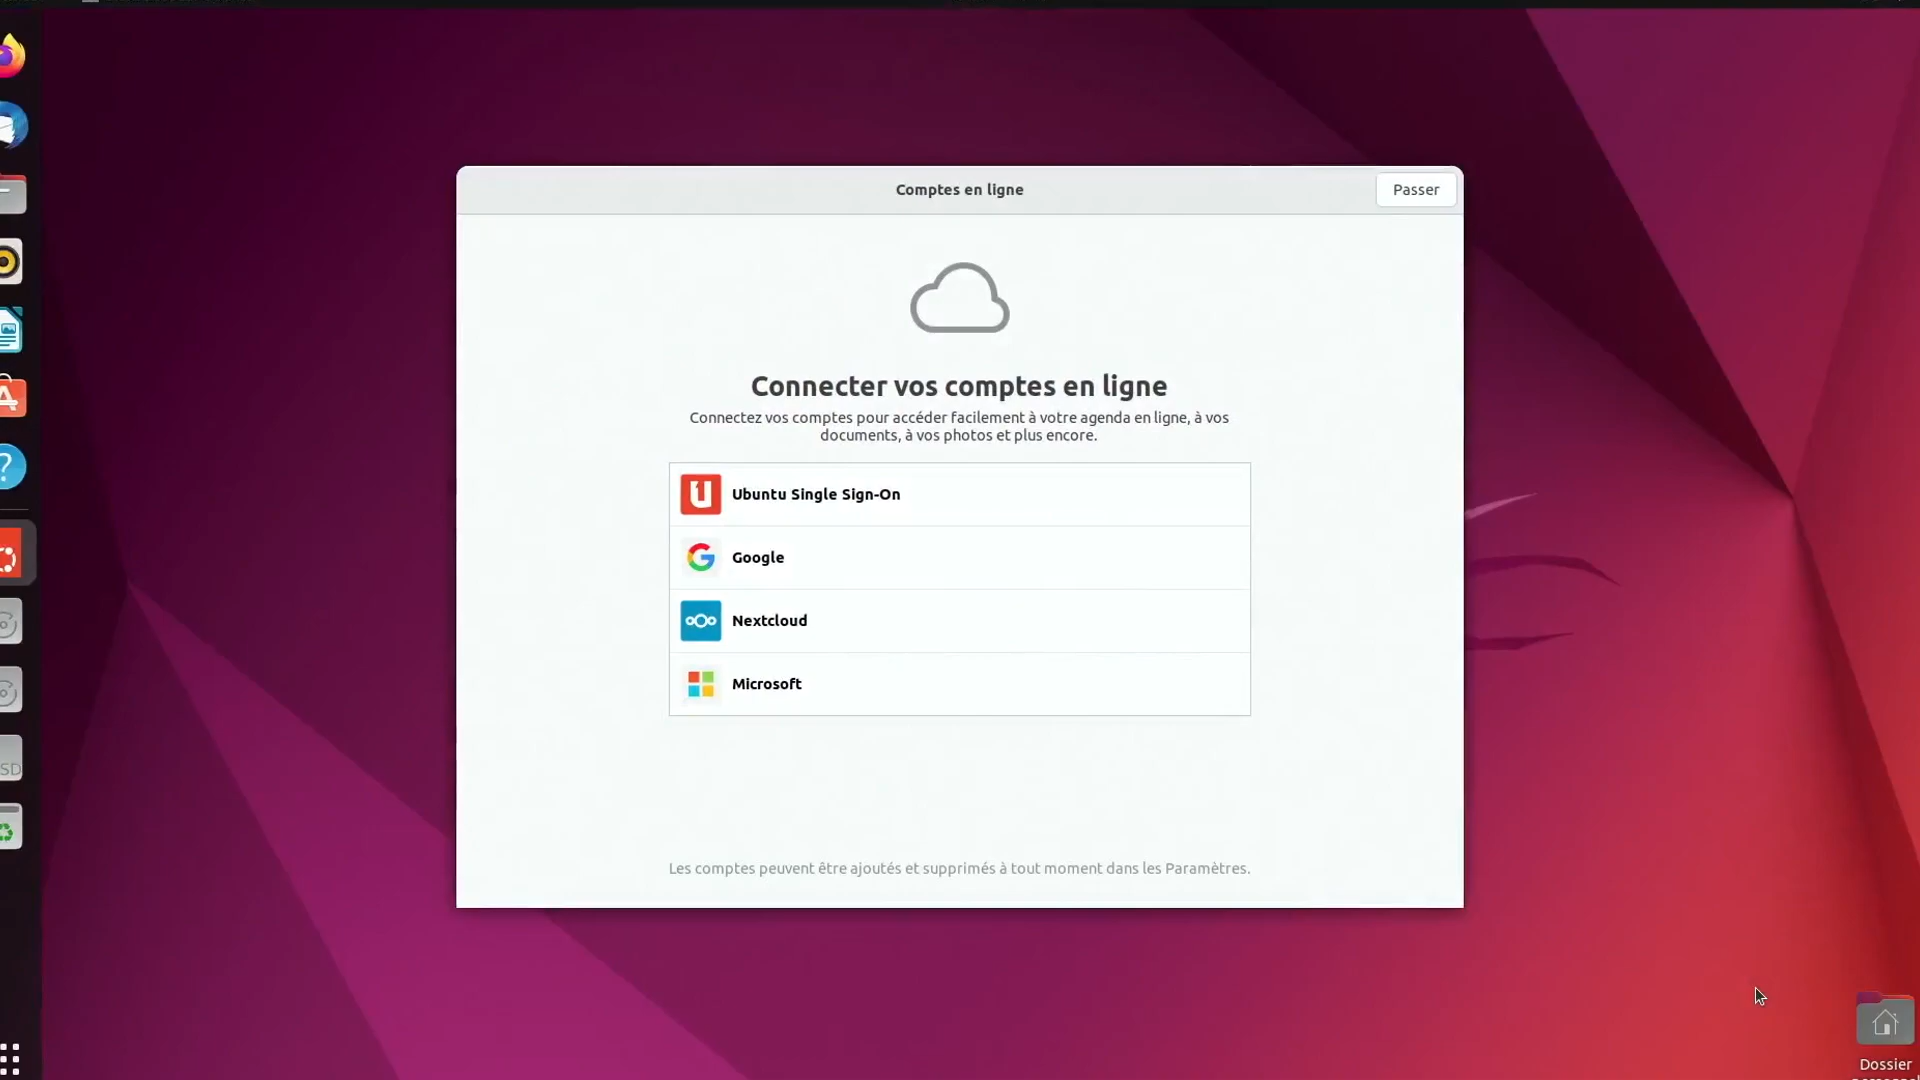 Comptes en ligne
Passer
Connecter vos comptes en ligne
Connectez vos comptes pour accéder facilement à votre agenda en ligne, à vos
documents, à vos photos et plus encore.
Ubuntu Single Sign-On
Google
Nextcloud
Microsoft
Les comptes peuvent être ajoutés et supprimés à tout moment dans les Paramètres.
Dossier